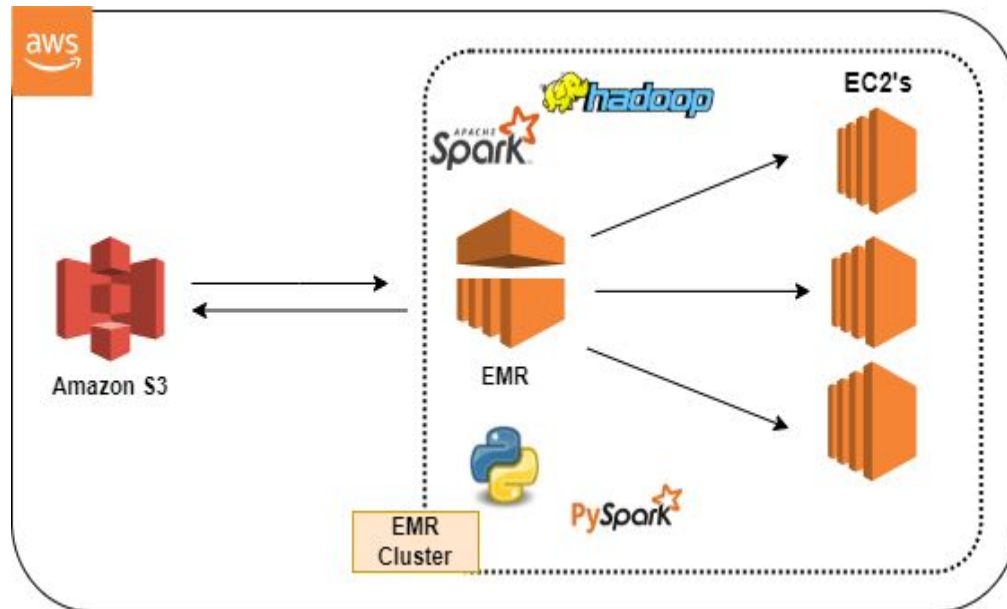 aws
hadoop
EC2's
APACHE
Spark
Amazon S3
EMR
PySpark
EMR
Cluster